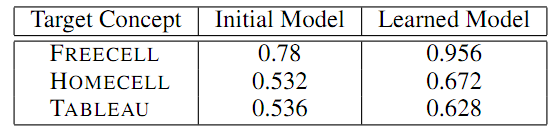 Target Concept Initial Model Learned Model
FREECELL 0.78 0.956
HOMECELL 0.532 0.672
TABLEAU 0.536 0.628